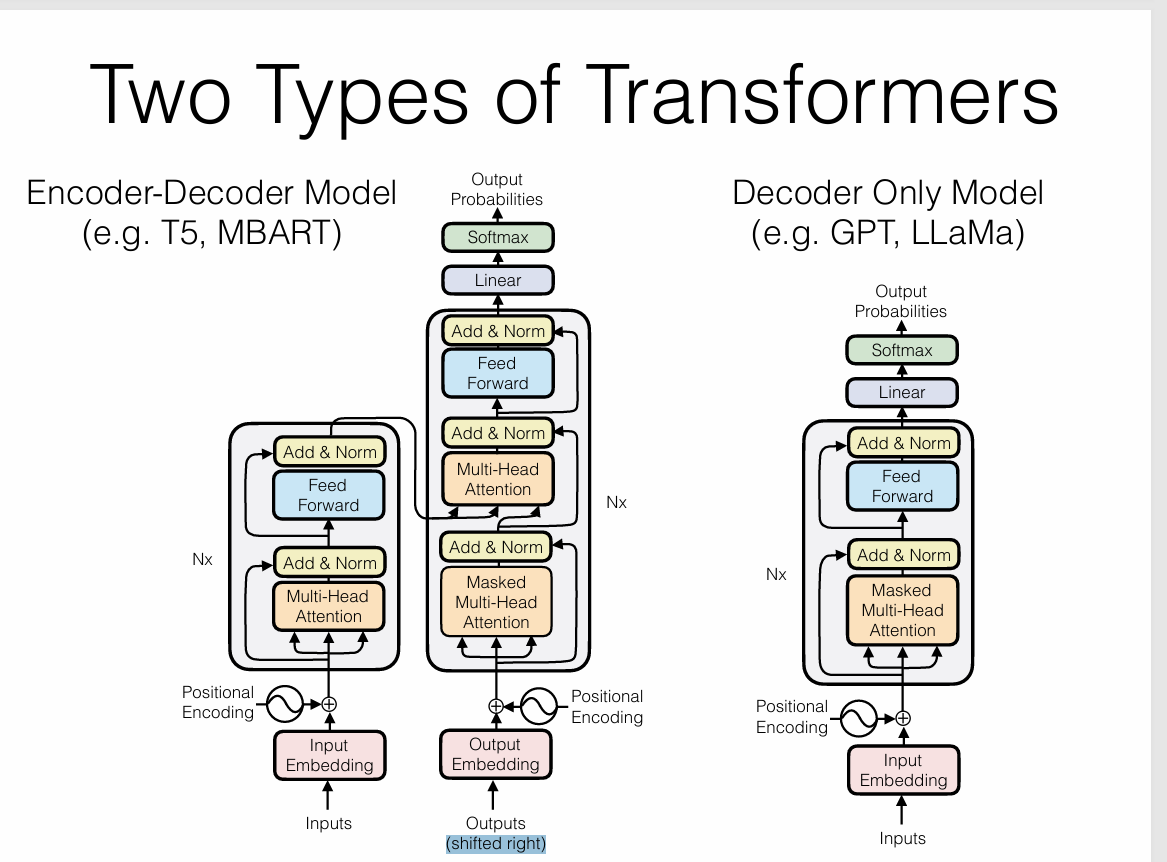 Two Types of Transformers
Encoder-Decoder Model
(e.g. T5, MBART)
Output
Probabilities
Softmax
Linear
Add & Norm
Feed
Forward
Add & Norm
Multi-Head
Attention
Nx
Add & Norm
Masked
Multi-Head
Attention
Positional
Encoding
Output
Embedding
Outputs
(shifted right)
Add & Norm
Feed
Forward
Nx
Add & Norm
Multi-Head
Attention
Positional
Encoding
Input
Embedding
Inputs
Decoder Only Model
(e.g. GPT, LLaMa)
Output
Probabilities
Softmax
Linear
Add & Norm
Feed
Forward
Add & Norm
Nx
Masked
Multi-Head
Attention
Positional
Encoding
Input
Embedding
Inputs